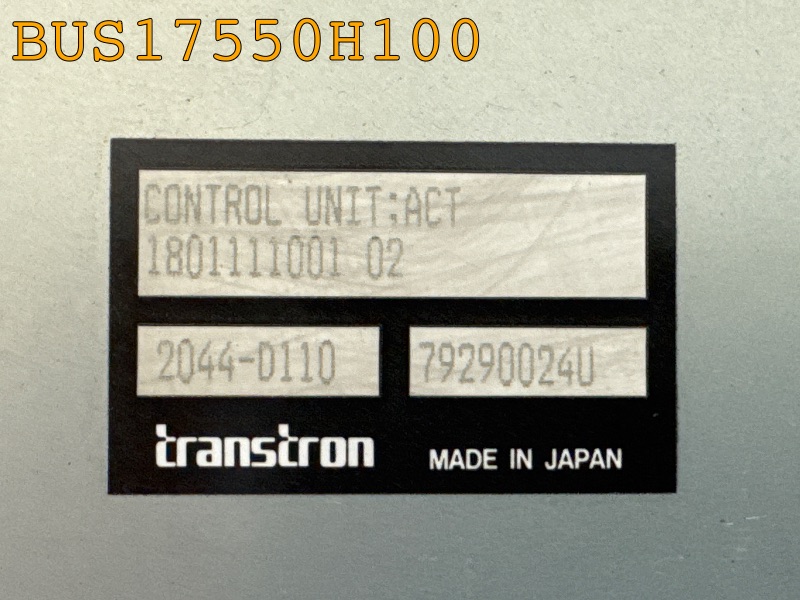 BUS17550H100
CONTROL UNIT:ACT
1801111001 02
2044-D110 79290024U
transtron MADE IN JAPAN